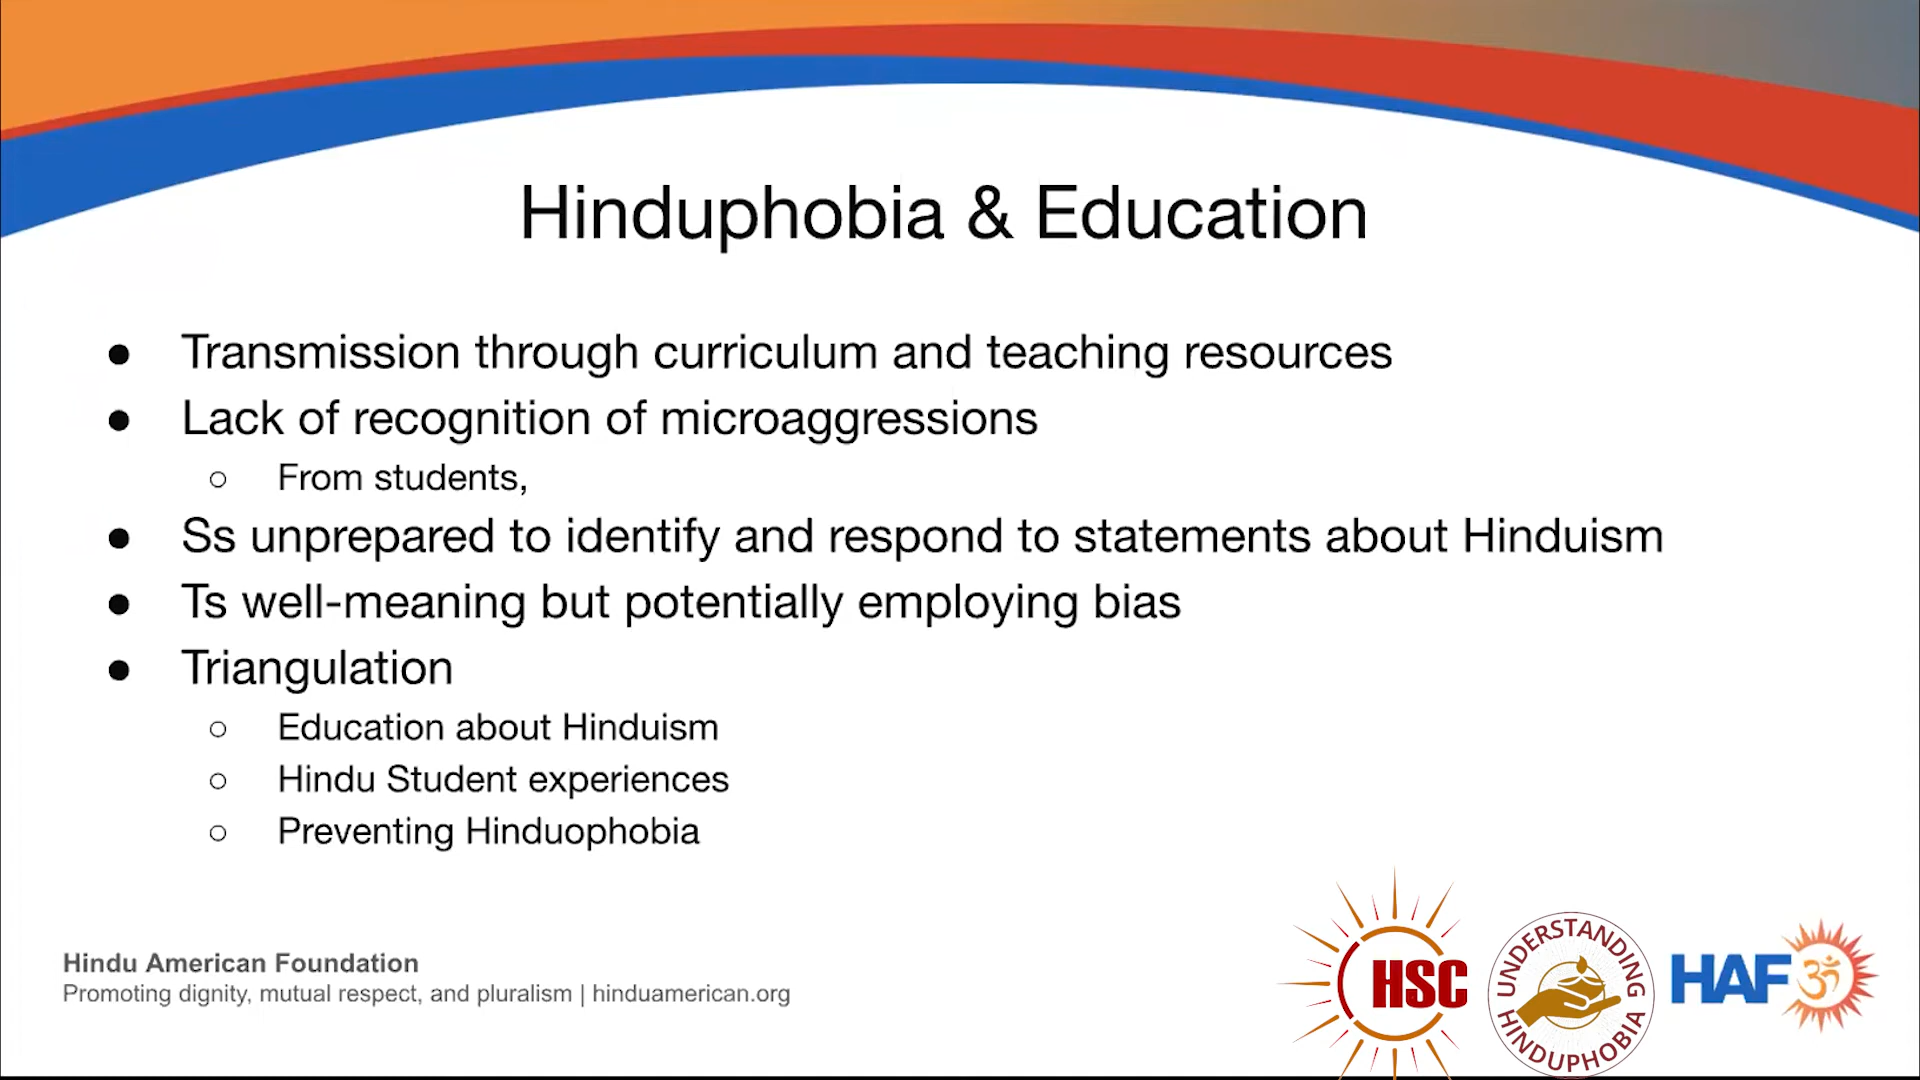 Hinduphobia & Education
● Transmission through curriculum and teaching resources
● Lack of recognition of microaggressions
○ From students,
● Ss unprepared to identify and respond to statements about Hinduism
● Ts well-meaning but potentially employing bias
● Triangulation
○ Education about Hinduism
○ Hindu Student experiences
○ Preventing Hinduophobia
Hindu American Foundation
Promoting dignity, mutual respect, and pluralism | hinduamerican.org
HSC
UNDERSTANDING
HINDUPHOBIA
HAF
ॐ